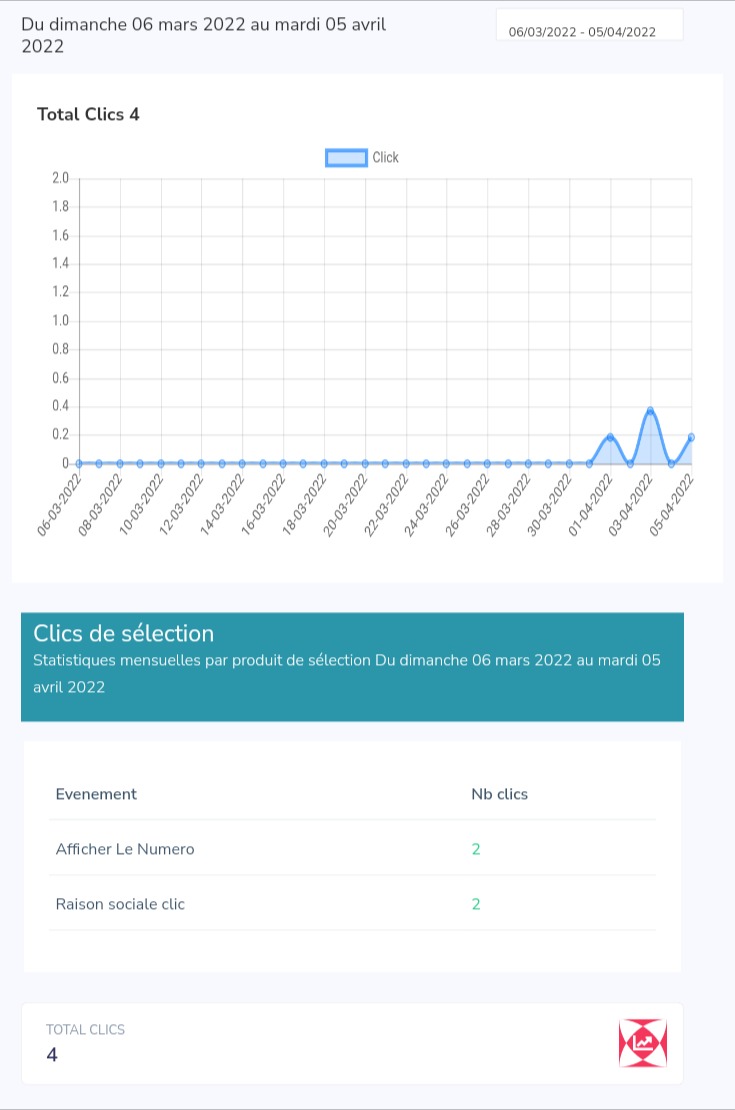 Du dimanche 06 mars 2022 au mardi 05 avril
2022
06/03/2022 - 05/04/2022
Total Clics 4
Click
2.0
1.8
1.6
1.4
1.2
1.0
0.8
0.6
0.4
0.2
0
06-03-2022
08-03-2022
10-03-2022
12-03-2022
14-03-2022
16-03-2022
18-03-2022
20-03-2022
22-03-2022
24-03-2022
26-03-2022
28-03-2022
30-03-2022
01-04-2022
03-04-2022
05-04-2022
Clics de sélection
Statistiques mensuelles par produit de sélection Du dimanche 06 mars 2022 au mardi 05
avril 2022
Evenement Nb clics
Afficher Le Numero 2
Raison sociale clic 2
TOTAL CLICS
4